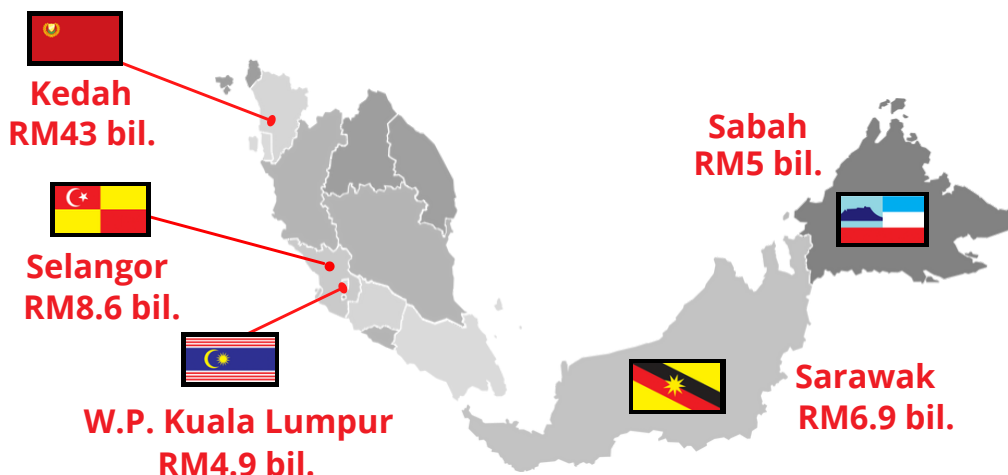 Kedah
RM43 bil.
Selangor
RM8.6 bil.
W.P. Kuala Lumpur
RM4.9 bil.
Sabah
RM5 bil.
Sarawak
RM6.9 bil.